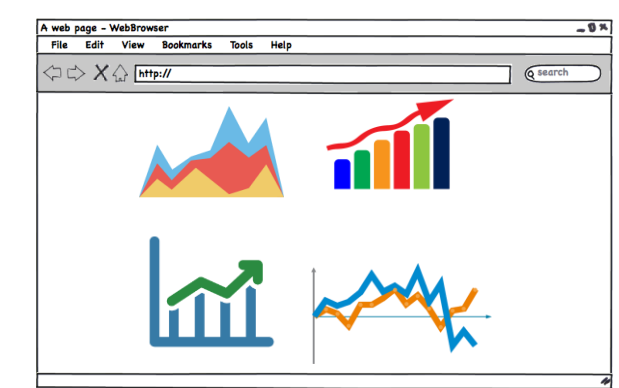 A web page - WebBrowser
File Edit View Bookmarks Tools Help
http://
search